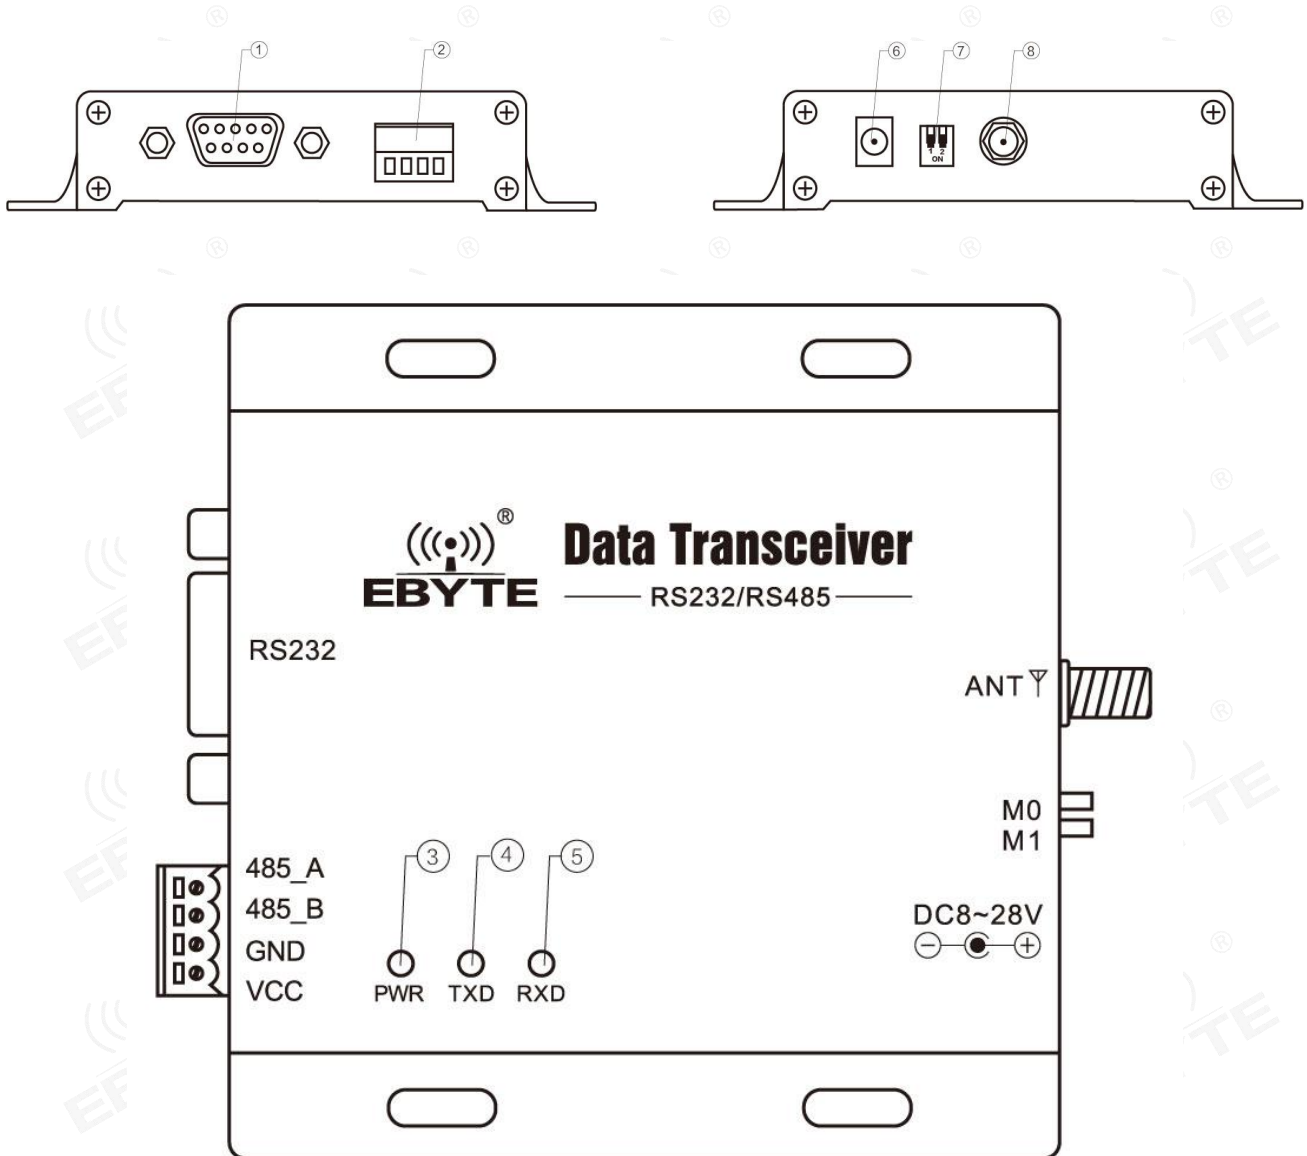 ① ②
⑥ ⑦ ⑧
1 2
ON
EBYTE ®
Data Transceiver
RS232/RS485
RS232
ANT
M0
M1
485_A
485_B
GND
VCC
③ ④ ⑤
PWR TXD RXD
DC8~28V